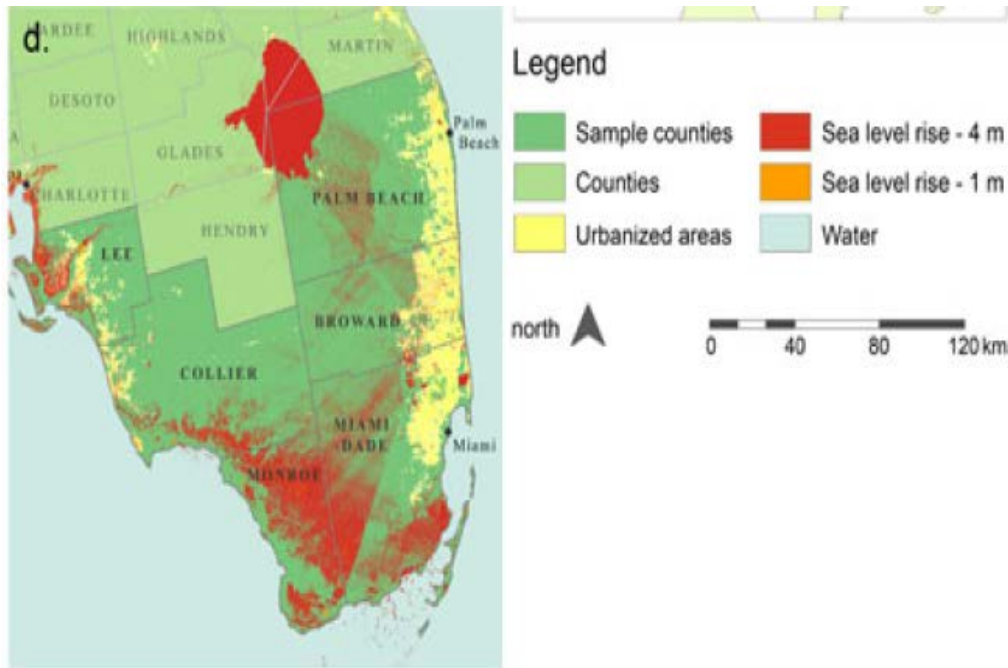 d.
HIGHLANDS
MARTIN
DESOTO
GLADES
Palm
Beach
CHARLOTTE
PALM BEACH
HENDRY
LEE
BROWARD
COLLIER
MIAMI
DADE
Miami
MONROE
Legend
Sample counties
Sea level rise - 4 m
Counties
Sea level rise - 1 m
Urbanized areas
Water
north
0 40 80 120 km